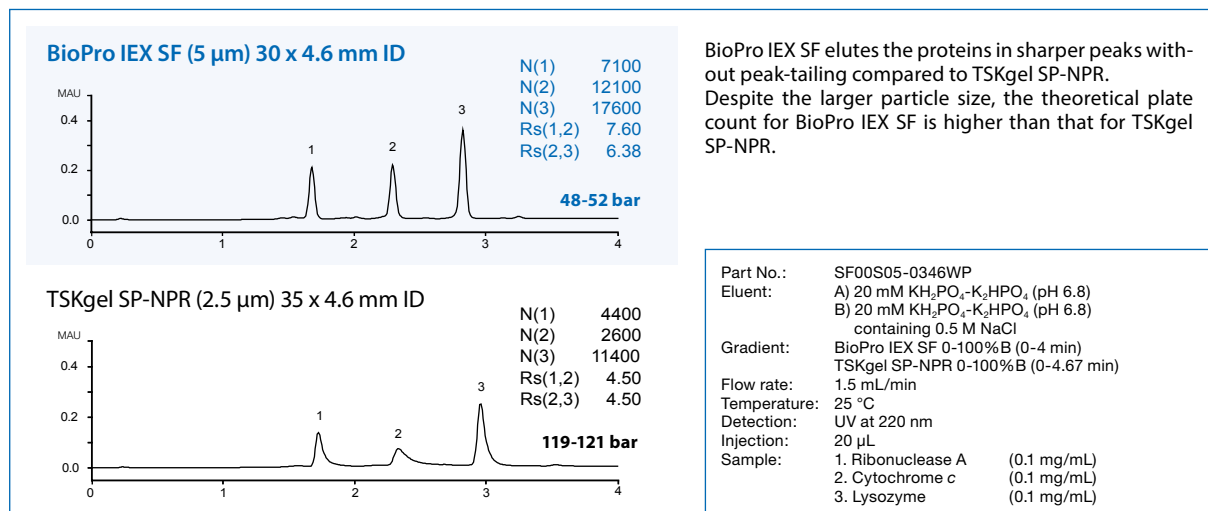 BioPro IEX SF (5 µm) 30 x 4.6 mm ID
N(1) 7100
N(2) 12100
N(3) 17600
Rs(1,2) 7.60
Rs(2,3) 6.38
48-52 bar
MAU
0.4
0.2
0.0
1
2
3
0 1 2 3 4
TSKgel SP-NPR (2.5 µm) 35 x 4.6 mm ID
N(1) 4400
N(2) 2600
N(3) 11400
Rs(1,2) 4.50
Rs(2,3) 4.50
119-121 bar
MAU
0.4
0.2
0.0
1
2
3
0 1 2 3 4
BioPro IEX SF elutes the proteins in sharper peaks with-
out peak-tailing compared to TSKgel SP-NPR.
Despite the larger particle size, the theoretical plate
count for BioPro IEX SF is higher than that for TSKgel
SP-NPR.
Part No.: SF00S05-0346WP
Eluent: A) 20 mM KH₂PO₄-K₂HPO₄ (pH 6.8)
B) 20 mM KH₂PO₄-K₂HPO₄ (pH 6.8)
containing 0.5 M NaCl
Gradient: BioPro IEX SF 0-100%B (0-4 min)
TSKgel SP-NPR 0-100%B (0-4.67 min)
Flow rate: 1.5 mL/min
Temperature: 25 °C
Detection: UV at 220 nm
Injection: 20 µL
Sample: 1. Ribonuclease A (0.1 mg/mL)
2. Cytochrome c (0.1 mg/mL)
3. Lysozyme (0.1 mg/mL)